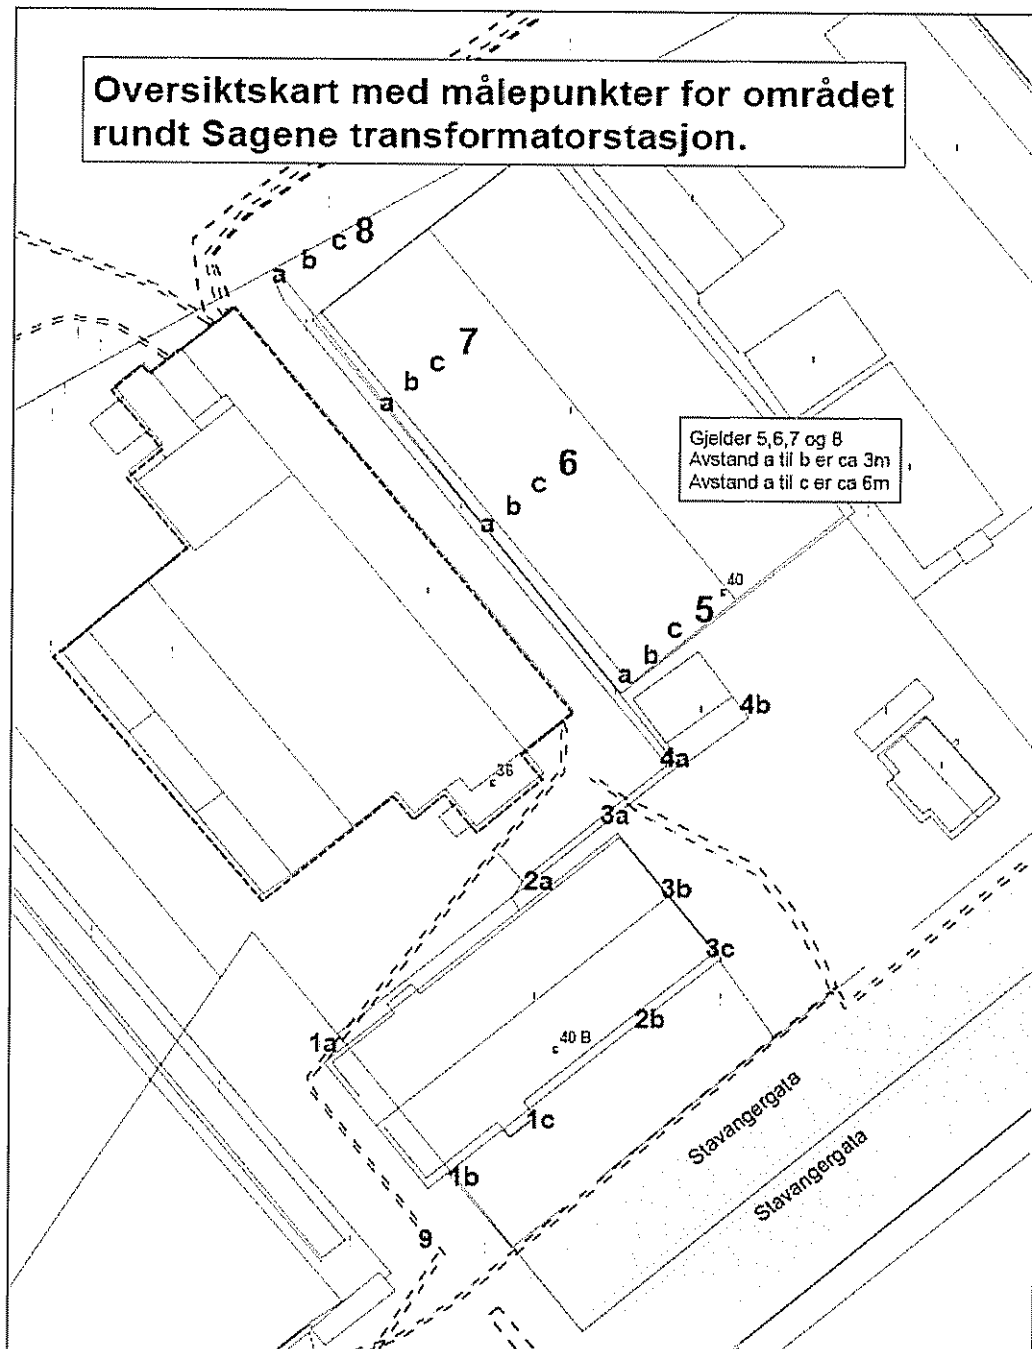 Oversiktskart med målepunkter for området
rundt Sagene transformatorstasjon.
c 8
b
a
c 7
b
a
Gjelder 5,6,7 og 8
Avstand a til b er ca 3m
Avstand a til c er ca 6m
c 6
b
a
40
c 5
b
a
4b
4a
36
3a
2a
3b
3c
2b
1a
40 B
1c
1b
9
Stavangergata
Stavangergata